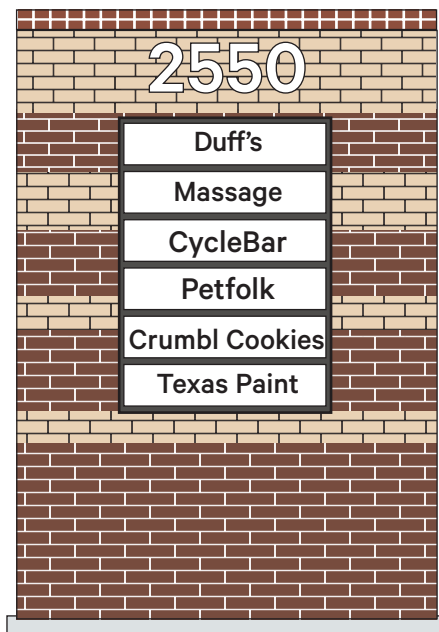 2550
Duff's
Massage
CycleBar
Petfolk
Crumbl Cookies
Texas Paint